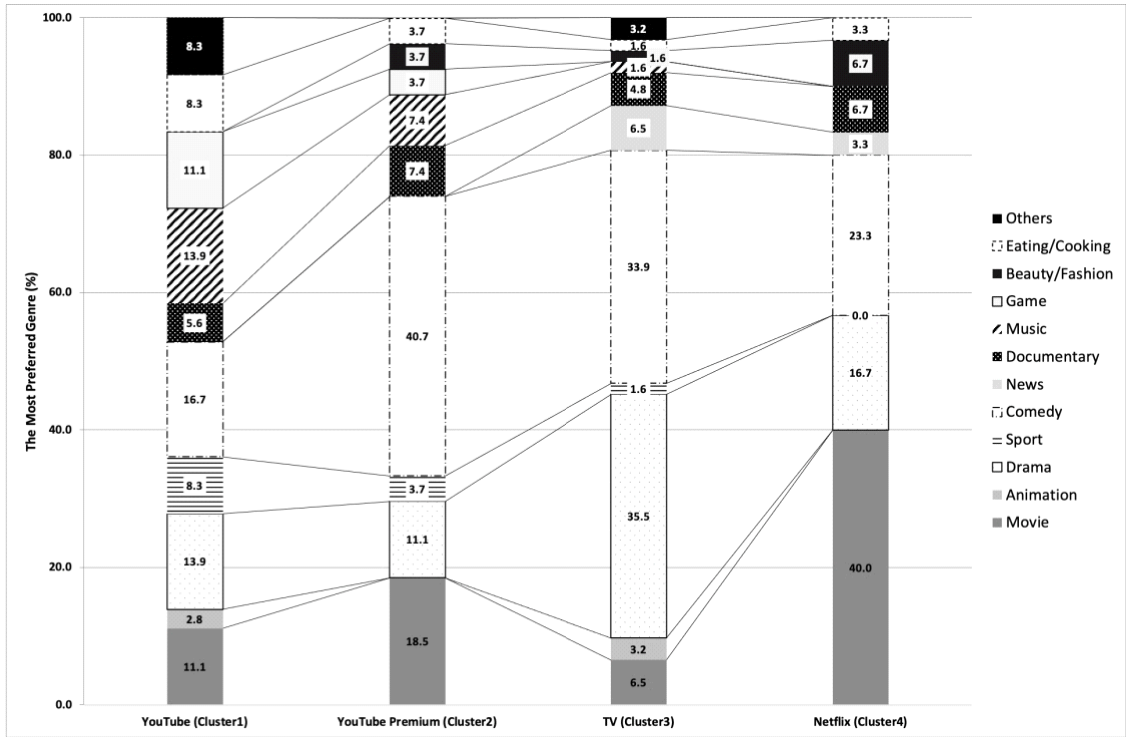 100.0
80.0
60.0
40.0
20.0
0.0
The Most Preferred Genre (%)
8.3
8.3
11.1
13.9
5.6
16.7
8.3
13.9
2.8
11.1
3.7
3.7
3.7
7.4
7.4
40.7
3.7
11.1
18.5
3.2
1.6
1.6
1.6
4.8
6.5
33.9
1.6
35.5
3.2
6.5
3.3
6.7
6.7
3.3
23.3
0.0
16.7
40.0
YouTube (Cluster1)
YouTube Premium (Cluster2)
TV (Cluster3)
Netflix (Cluster4)
Others
Eating/Cooking
Beauty/Fashion
Game
Music
Documentary
News
Comedy
Sport
Drama
Animation
Movie